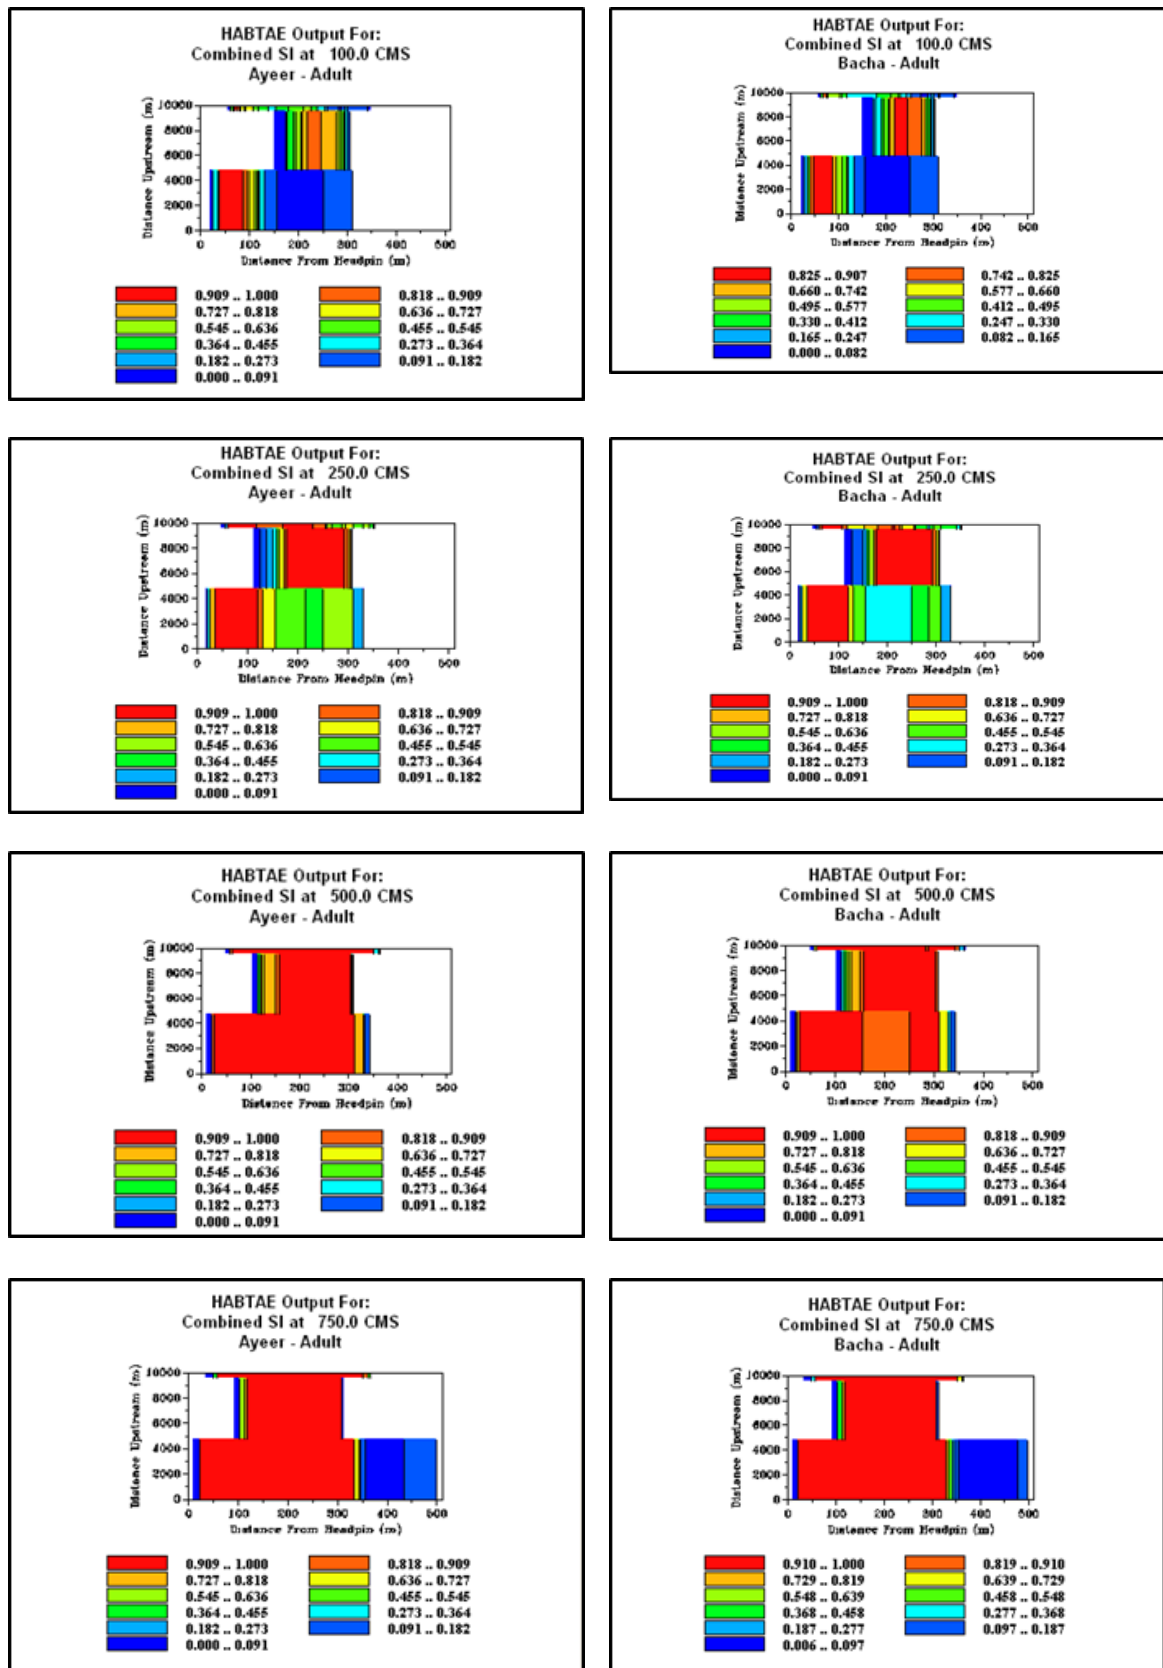 HABTAE Output For:
Combined SI at 100.0 CMS
Ayeer - Adult
Distance Upstream (m)
10000
8000
6000
4000
2000
0
0 100 200 300 400 500
Distance From Headpin (m)
0.909 .. 1.000 0.818 .. 0.909
0.727 .. 0.818 0.636 .. 0.727
0.545 .. 0.636 0.455 .. 0.545
0.364 .. 0.455 0.273 .. 0.364
0.182 .. 0.273 0.091 .. 0.182
0.000 .. 0.091
HABTAE Output For:
Combined SI at 100.0 CMS
Bacha - Adult
Distance Upstream (m)
10000
8000
6000
4000
2000
0
0 100 200 300 400 500
Distance From Headpin (m)
0.825 .. 0.907 0.742 .. 0.825
0.660 .. 0.742 0.577 .. 0.660
0.495 .. 0.577 0.412 .. 0.495
0.330 .. 0.412 0.247 .. 0.330
0.165 .. 0.247 0.082 .. 0.165
0.000 .. 0.082
HABTAE Output For:
Combined SI at 250.0 CMS
Ayeer - Adult
Distance Upstream (m)
10000
8000
6000
4000
2000
0
0 100 200 300 400 500
Distance From Headpin (m)
0.909 .. 1.000 0.818 .. 0.909
0.727 .. 0.818 0.636 .. 0.727
0.545 .. 0.636 0.455 .. 0.545
0.364 .. 0.455 0.273 .. 0.364
0.182 .. 0.273 0.091 .. 0.182
0.000 .. 0.091
HABTAE Output For:
Combined SI at 250.0 CMS
Bacha - Adult
Distance Upstream (m)
10000
8000
6000
4000
2000
0
0 100 200 300 400 500
Distance From Headpin (m)
0.909 .. 1.000 0.818 .. 0.909
0.727 .. 0.818 0.636 .. 0.727
0.545 .. 0.636 0.455 .. 0.545
0.364 .. 0.455 0.273 .. 0.364
0.182 .. 0.273 0.091 .. 0.182
0.000 .. 0.091
HABTAE Output For:
Combined SI at 500.0 CMS
Ayeer - Adult
Distance Upstream (m)
10000
8000
6000
4000
2000
0
0 100 200 300 400 500
Distance From Headpin (m)
0.909 .. 1.000 0.818 .. 0.909
0.727 .. 0.818 0.636 .. 0.727
0.545 .. 0.636 0.455 .. 0.545
0.364 .. 0.455 0.273 .. 0.364
0.182 .. 0.273 0.091 .. 0.182
0.000 .. 0.091
HABTAE Output For:
Combined SI at 500.0 CMS
Bacha - Adult
Distance Upstream (m)
10000
8000
6000
4000
2000
0
0 100 200 300 400 500
Distance From Headpin (m)
0.909 .. 1.000 0.818 .. 0.909
0.727 .. 0.818 0.636 .. 0.727
0.545 .. 0.636 0.455 .. 0.545
0.364 .. 0.455 0.273 .. 0.364
0.182 .. 0.273 0.091 .. 0.182
0.000 .. 0.091
HABTAE Output For:
Combined SI at 750.0 CMS
Ayeer - Adult
Distance Upstream (m)
10000
8000
6000
4000
2000
0
0 100 200 300 400 500
Distance From Headpin (m)
0.909 .. 1.000 0.818 .. 0.909
0.727 .. 0.818 0.636 .. 0.727
0.545 .. 0.636 0.455 .. 0.545
0.364 .. 0.455 0.273 .. 0.364
0.182 .. 0.273 0.091 .. 0.182
0.000 .. 0.091
HABTAE Output For:
Combined SI at 750.0 CMS
Bacha - Adult
Distance Upstream (m)
10000
8000
6000
4000
2000
0
0 100 200 300 400 500
Distance From Headpin (m)
0.910 .. 1.000 0.819 .. 0.910
0.729 .. 0.819 0.639 .. 0.729
0.548 .. 0.639 0.458 .. 0.548
0.368 .. 0.458 0.277 .. 0.368
0.187 .. 0.277 0.097 .. 0.187
0.006 .. 0.097